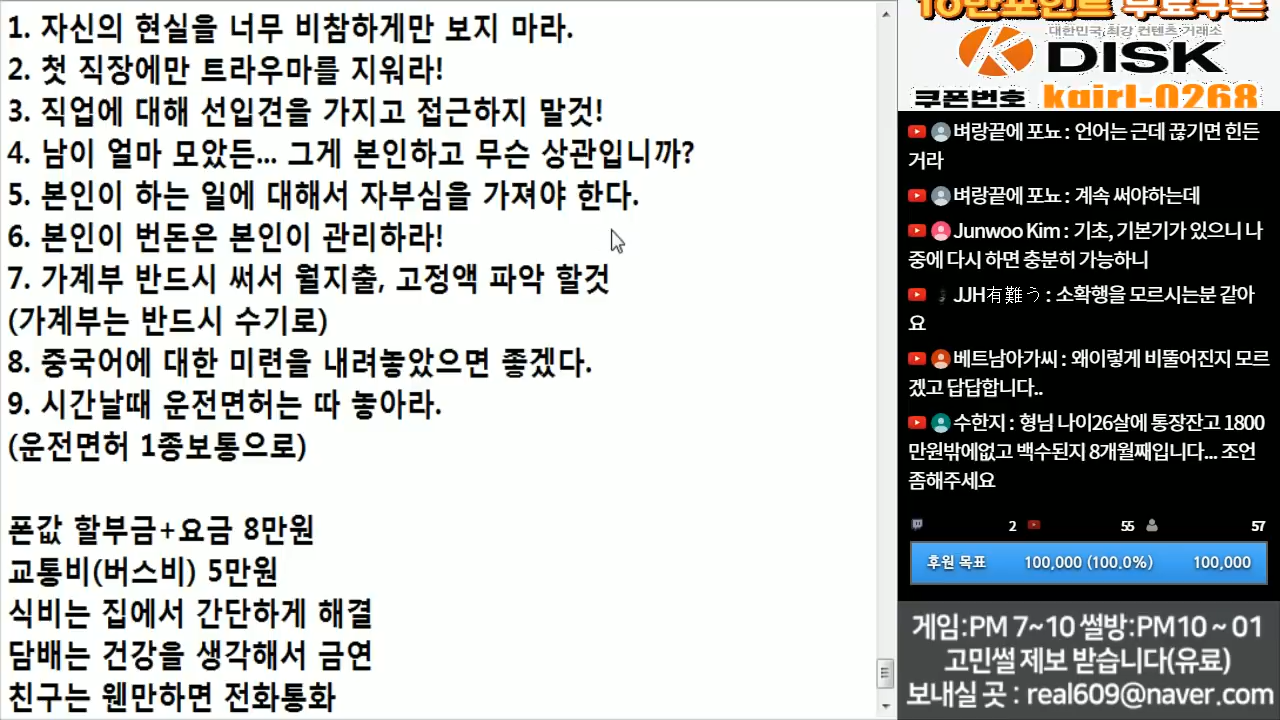 1. 자신의 현실을 너무 비참하게만 보지 마라.
2. 첫 직장에만 트라우마를 지워라!
3. 직업에 대해 선입견을 가지고 접근하지 말것!
4. 남이 얼마 모았든... 그게 본인하고 무슨 상관입니까?
5. 본인이 하는 일에 대해서 자부심을 가져야 한다.
6. 본인이 번돈은 본인이 관리하라!
7. 가계부 반드시 써서 월지출, 고정액 파악 할것
(가계부는 반드시 수기로)
8. 중국어에 대한 미련을 내려놓았으면 좋겠다.
9. 시간날때 운전면허는 따 놓아라.
(운전면허 1종보통으로)
폰값 할부금+요금 8만원
교통비(버스비) 5만원
식비는 집에서 간단하게 해결
담배는 건강을 생각해서 금연
친구는 웬만하면 전화통화
10만포인트 무료쿠폰
대한민국 최강 컨텐츠 거래소
K DISK
쿠폰번호 kgirl-0268
벼랑끝에 포뇨 : 언어는 근데 끊기면 힌든
거라
벼랑끝에 포뇨 : 계속 써야하는데
Junwoo Kim : 기초, 기본기가 있으니 나
중에 다시 하면 충분히 가능하니
JJH有難う : 소확행을 모르시는분 같아
요
베트남아가씨 : 왜이렇게 비뚤어진지 모르
겠고 답답합니다..
수한지 : 형님 나이26살에 통장잔고 1800
만원밖에없고 백수된지 8개월째입니다... 조언
좀해주세요
2 55 57
후원 목표 100,000 (100.0%) 100,000
게임:PM 7~10 썰방:PM10 ~ 01
고민썰 제보 받습니다(유료)
보내실 곳 : real609@naver.com